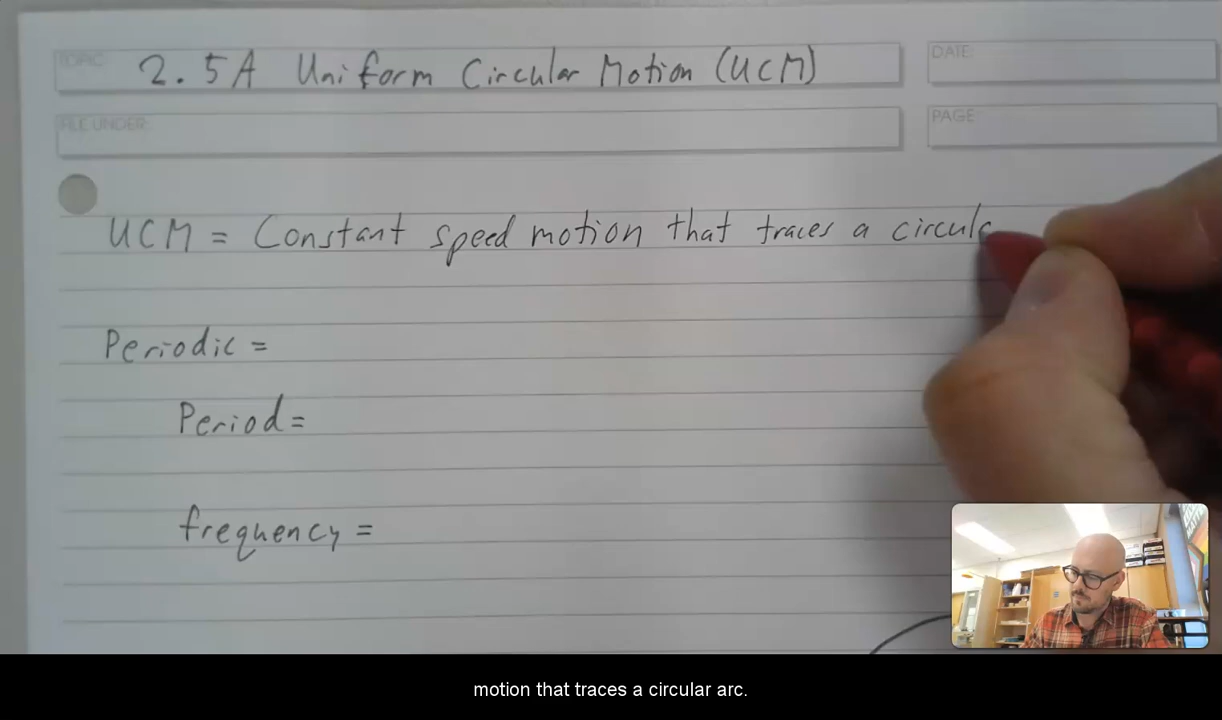 TOPIC: 2.5A Uniform Circular Motion (UCM)
DATE:
FILE UNDER:
PAGE:
UCM = Constant speed motion that traces a circula
Periodic =
Period =
frequency =
motion that traces a circular arc.